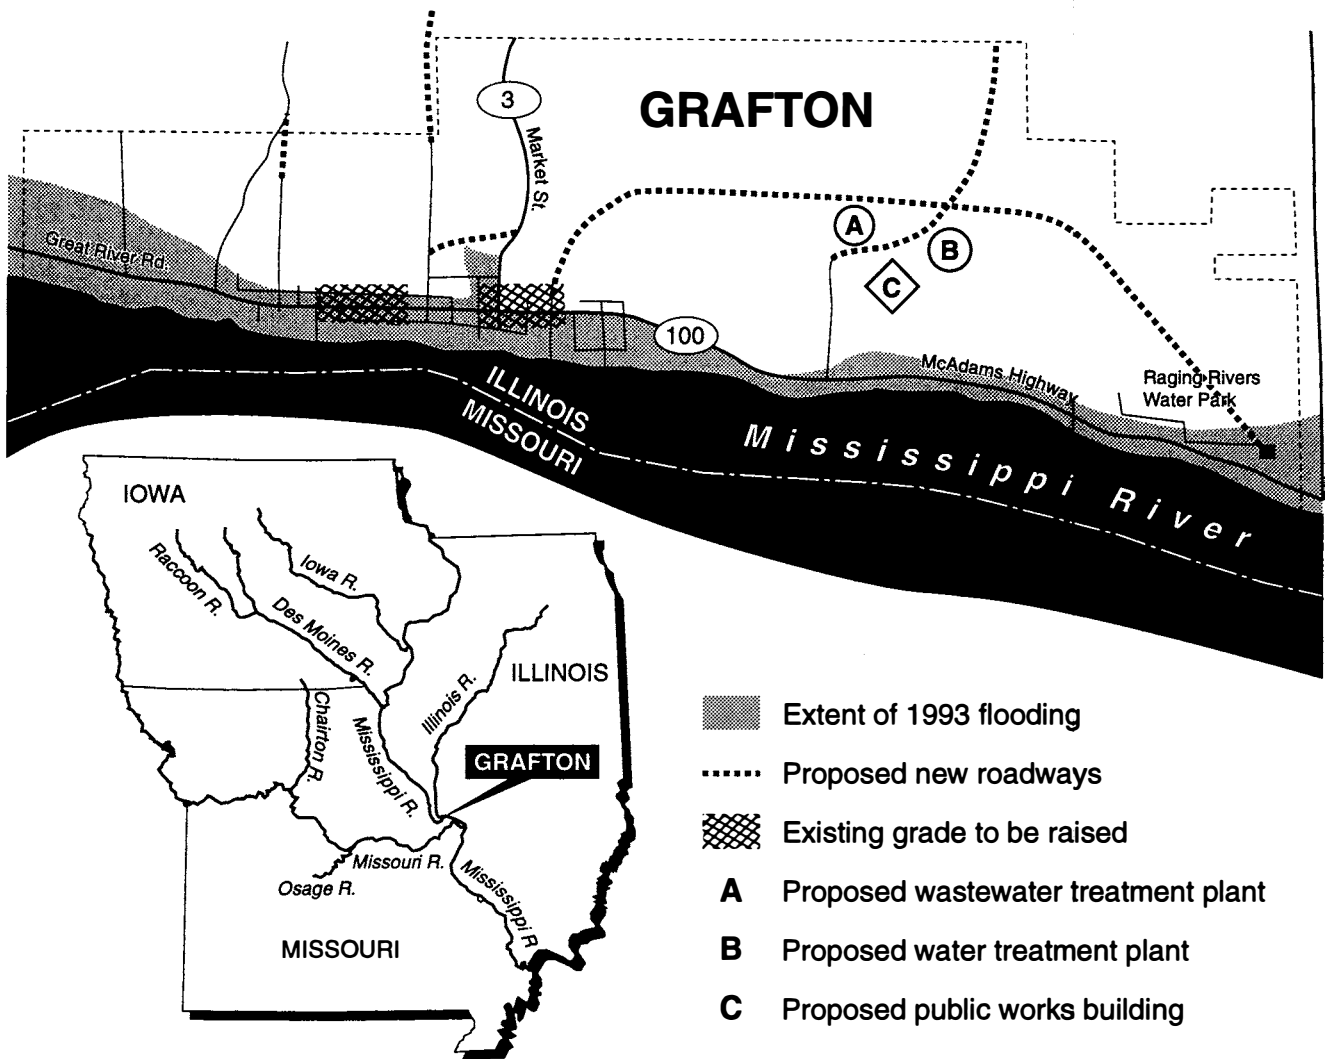 GRAFTON
3
Market St.
Great River Rd.
A
B
C
100
McAdams Highway
Raging Rivers
Water Park
ILLINOIS
MISSOURI
Mississippi River
IOWA
Raccoon R.
Iowa R.
Des Moines R.
ILLINOIS
Illinois R.
Chairton R.
Mississippi R.
GRAFTON
Missouri R.
Osage R.
Mississippi R
MISSOURI
Extent of 1993 flooding
Proposed new roadways
Existing grade to be raised
A Proposed wastewater treatment plant
B Proposed water treatment plant
C Proposed public works building